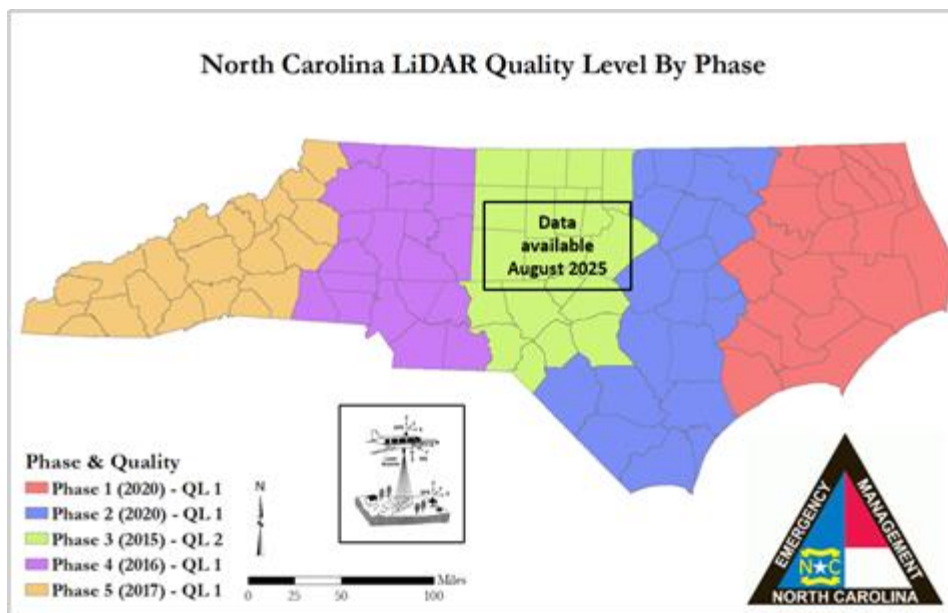 North Carolina LiDAR Quality Level By Phase
Data
available
August 2025
Phase & Quality
Phase 1 (2020) - QL 1
Phase 2 (2020) - QL 1
Phase 3 (2015) - QL 2
Phase 4 (2016) - QL 1
Phase 5 (2017) - QL 1
N
Miles
0 25 50 100
EMERGENCY
MANAGEMENT
N C
NORTH CAROLINA